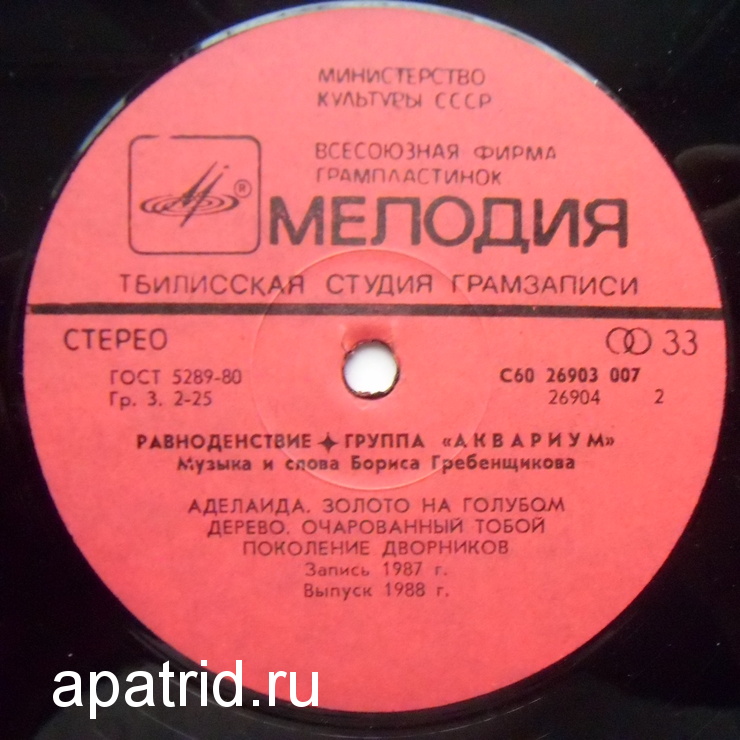 МИНИСТЕРСТВО
КУЛЬТУРЫ СССР
ВСЕСОЮЗНАЯ ФИРМА
ГРАМПЛАСТИНОК
®
МЕЛОДИЯ
ТБИЛИССКАЯ СТУДИЯ ГРАМЗАПИСИ
СТЕРЕО 33
ГОСТ 5289-80 С60 26903 007
Гр. 3. 2-25 26904 2
РАВНОДЕНСТВИЕ ✦ ГРУППА «АКВАРИУМ»
Музыка и слова Бориса Гребенщикова
АДЕЛАИДА. ЗОЛОТО НА ГОЛУБОМ
ДЕРЕВО. ОЧАРОВАННЫЙ ТОБОЙ
ПОКОЛЕНИЕ ДВОРНИКОВ
Запись 1987 г.
Выпуск 1988 г.
apatrid.ru